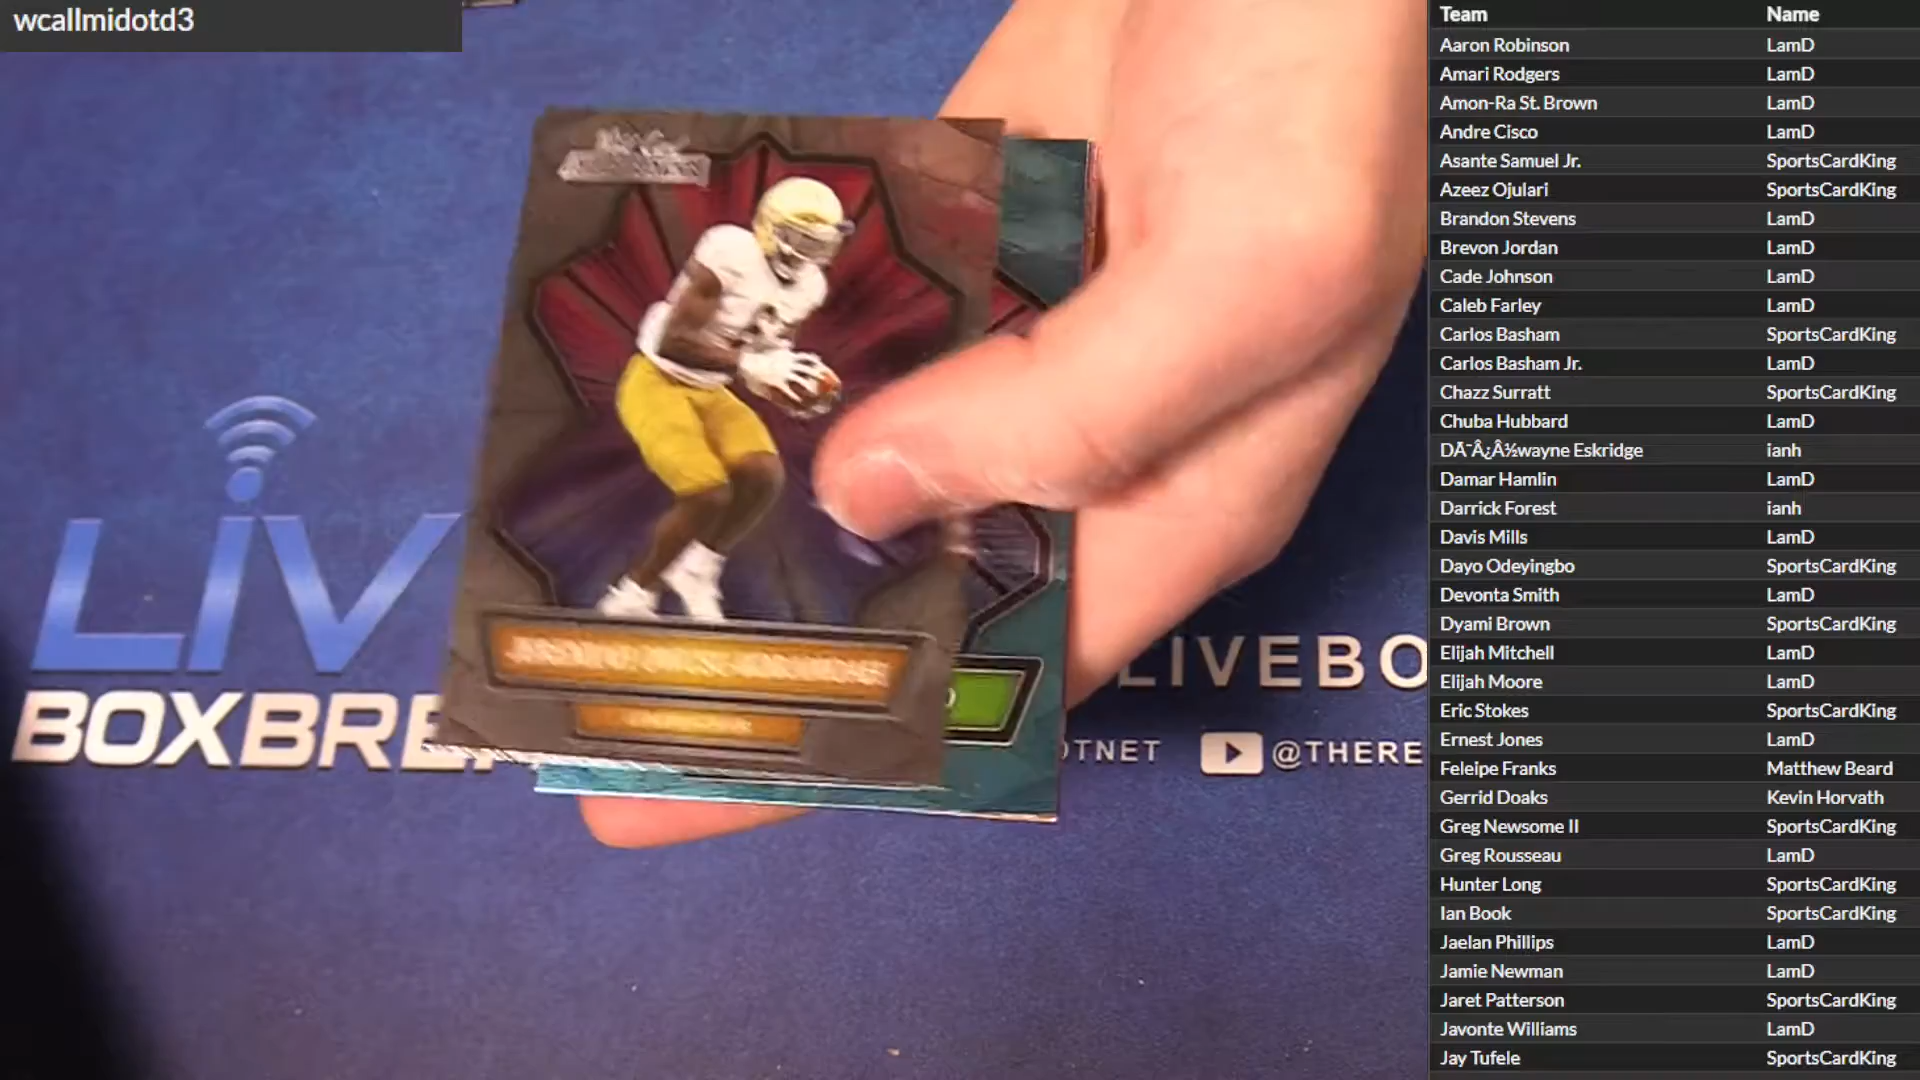 wcallmidotd3
LIV
BOXBRE
LIVEBO
OTNET
@THERE
Team Name
Aaron Robinson LamD
Amari Rodgers LamD
Amon-Ra St. Brown LamD
Andre Cisco LamD
Asante Samuel Jr. SportsCardKing
Azeez Ojulari SportsCardKing
Brandon Stevens LamD
Brevon Jordan LamD
Cade Johnson LamD
Caleb Farley LamD
Carlos Basham SportsCardKing
Carlos Basham Jr. LamD
Chazz Surratt SportsCardKing
Chuba Hubbard LamD
DÃ¯Â¿Â½wayne Eskridge ianh
Damar Hamlin LamD
Darrick Forest ianh
Davis Mills LamD
Dayo Odeyingbo SportsCardKing
Devonta Smith LamD
Dyami Brown SportsCardKing
Elijah Mitchell LamD
Elijah Moore LamD
Eric Stokes SportsCardKing
Ernest Jones LamD
Feleipe Franks Matthew Beard
Gerrid Doaks Kevin Horvath
Greg Newsome II SportsCardKing
Greg Rousseau LamD
Hunter Long SportsCardKing
Ian Book SportsCardKing
Jaelan Phillips LamD
Jamie Newman LamD
Jaret Patterson SportsCardKing
Javonte Williams LamD
Jay Tufele SportsCardKing